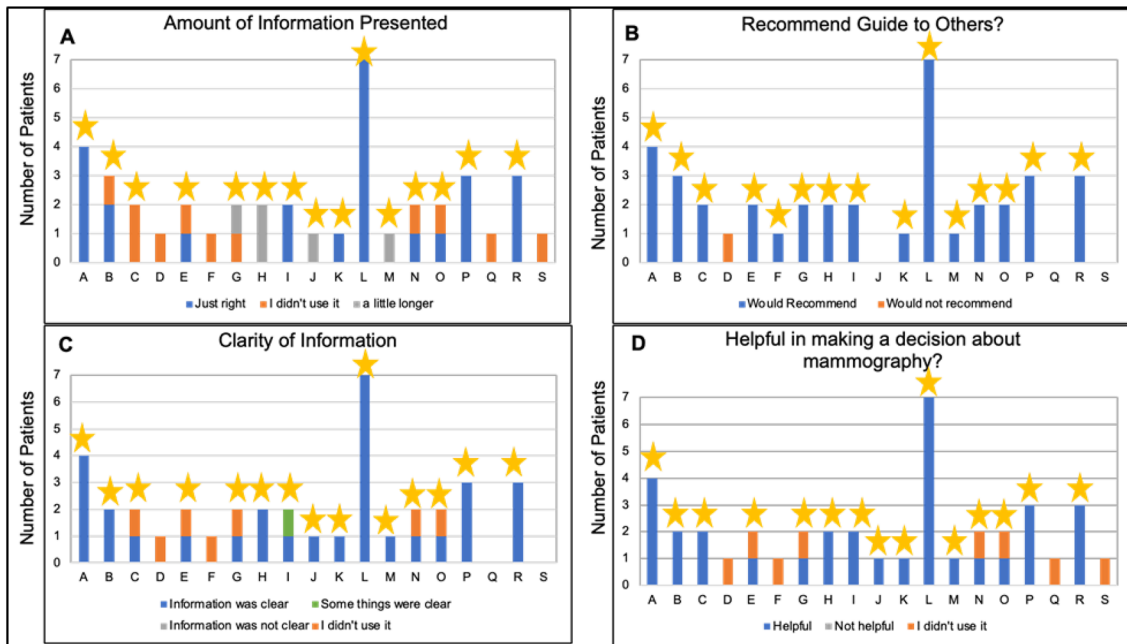 A
Amount of Information Presented
Number of Patients
7
6
5
4
3
2
1
0
A B C D E F G H I J K L M N O P Q R S
Just right I didn't use it a little longer
B
Recommend Guide to Others?
Number of Patients
7
6
5
4
3
2
1
0
A B C D E F G H I J K L M N O P Q R S
Would Recommend Would not recommend
C
Clarity of Information
Number of Patients
7
6
5
4
3
2
1
0
A B C D E F G H I J K L M N O P Q R S
Information was clear Some things were clear
Information was not clear I didn't use it
D
Helpful in making a decision about
mammography?
Number of Patients
7
6
5
4
3
2
1
0
A B C D E F G H I J K L M N O P Q R S
Helpful Not helpful I didn't use it